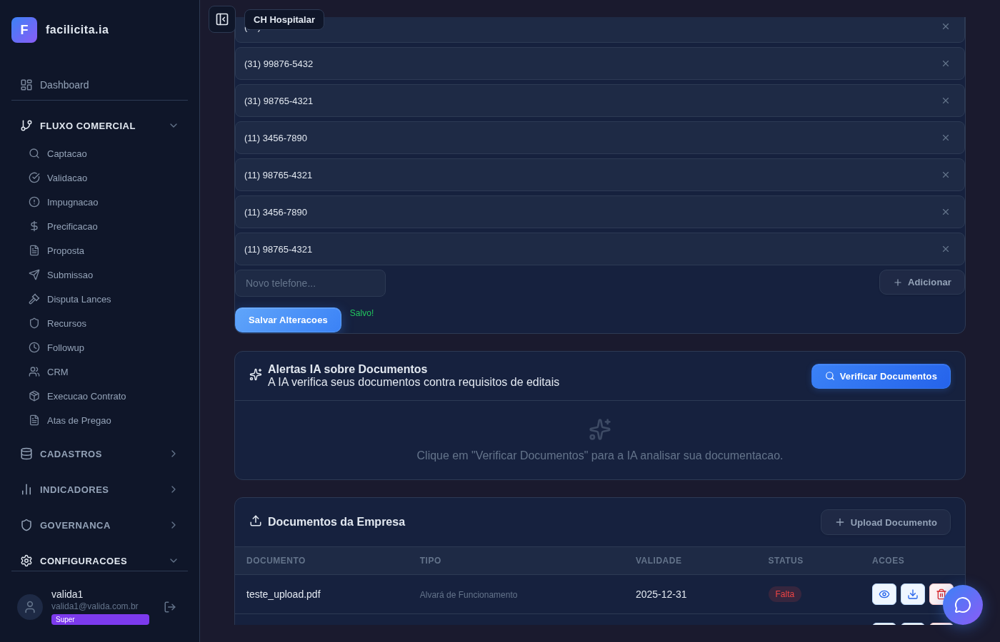 F
facilicita.ia
CH Hospitalar
Dashboard
FLUXO COMERCIAL
Captacao
Validacao
Impugnacao
Precificacao
Proposta
Submissao
Disputa Lances
Recursos
Followup
CRM
Execucao Contrato
Atas de Pregao
CADASTROS
INDICADORES
GOVERNANCA
CONFIGURACOES
valida1
valida1@valida.com.br
Super
(31) 99876-5432
(31) 98765-4321
(11) 3456-7890
(11) 98765-4321
(11) 3456-7890
(11) 98765-4321
Novo telefone...
Adicionar
Salvar Alteracoes
Salvo!
Alertas IA sobre Documentos
A IA verifica seus documentos contra requisitos de editais
Verificar Documentos
Clique em "Verificar Documentos" para a IA analisar sua documentacao.
Documentos da Empresa
Upload Documento
DOCUMENTO TIPO VALIDADE STATUS ACOES
teste_upload.pdf Alvará de Funcionamento 2025-12-31 Falta